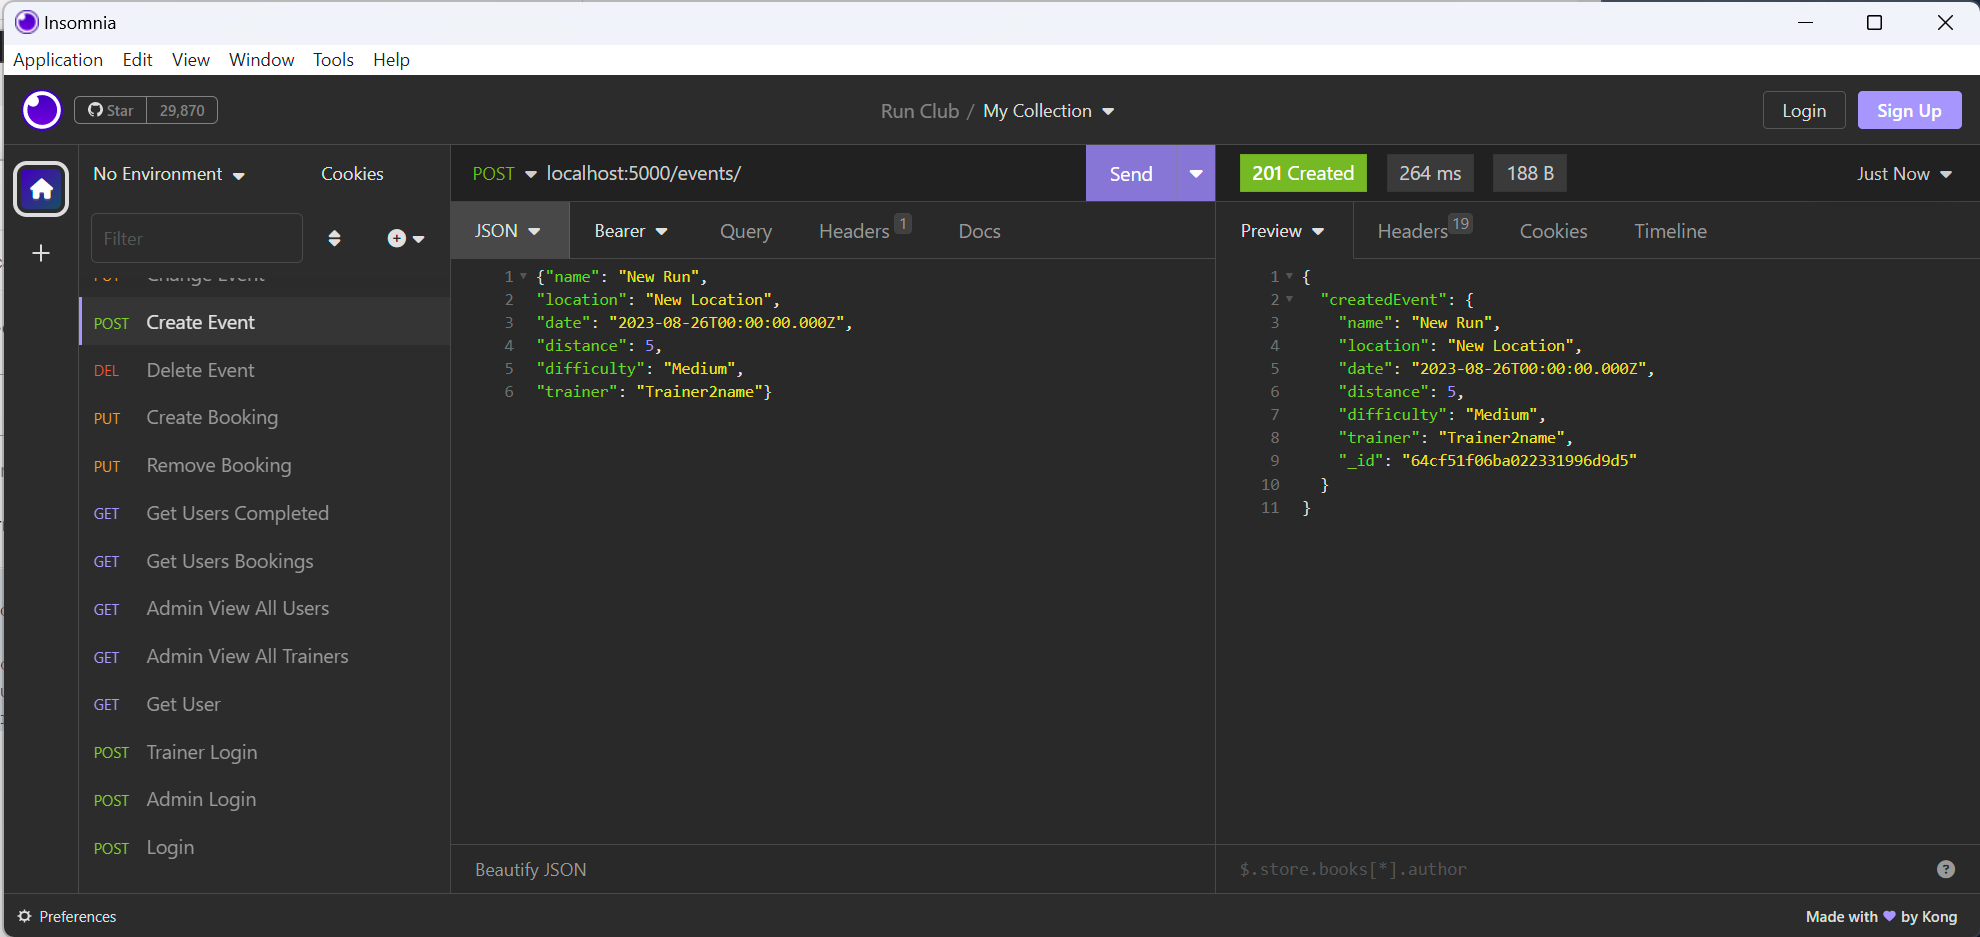 Insomnia
Application Edit View Window Tools Help
Star 29,870
Run Club / My Collection
Login
Sign Up
No Environment
Cookies
Filter
PUT Change Event
POST Create Event
DEL Delete Event
PUT Create Booking
PUT Remove Booking
GET Get Users Completed
GET Get Users Bookings
GET Admin View All Users
GET Admin View All Trainers
GET Get User
POST Trainer Login
POST Admin Login
POST Login
POST localhost:5000/events/
Send
JSON Bearer Query Headers 1 Docs
1 {"name": "New Run",
2 "location": "New Location",
3 "date": "2023-08-26T00:00:00.000Z",
4 "distance": 5,
5 "difficulty": "Medium",
6 "trainer": "Trainer2name"}
Beautify JSON
201 Created 264 ms 188 B
Just Now
Preview Headers 19 Cookies Timeline
1 {
2 "createdEvent": {
3 "name": "New Run",
4 "location": "New Location",
5 "date": "2023-08-26T00:00:00.000Z",
6 "distance": 5,
7 "difficulty": "Medium",
8 "trainer": "Trainer2name",
9 "_id": "64cf51f06ba022331996d9d5"
10 }
11 }
$.store.books[*].author
?
Preferences
Made with by Kong